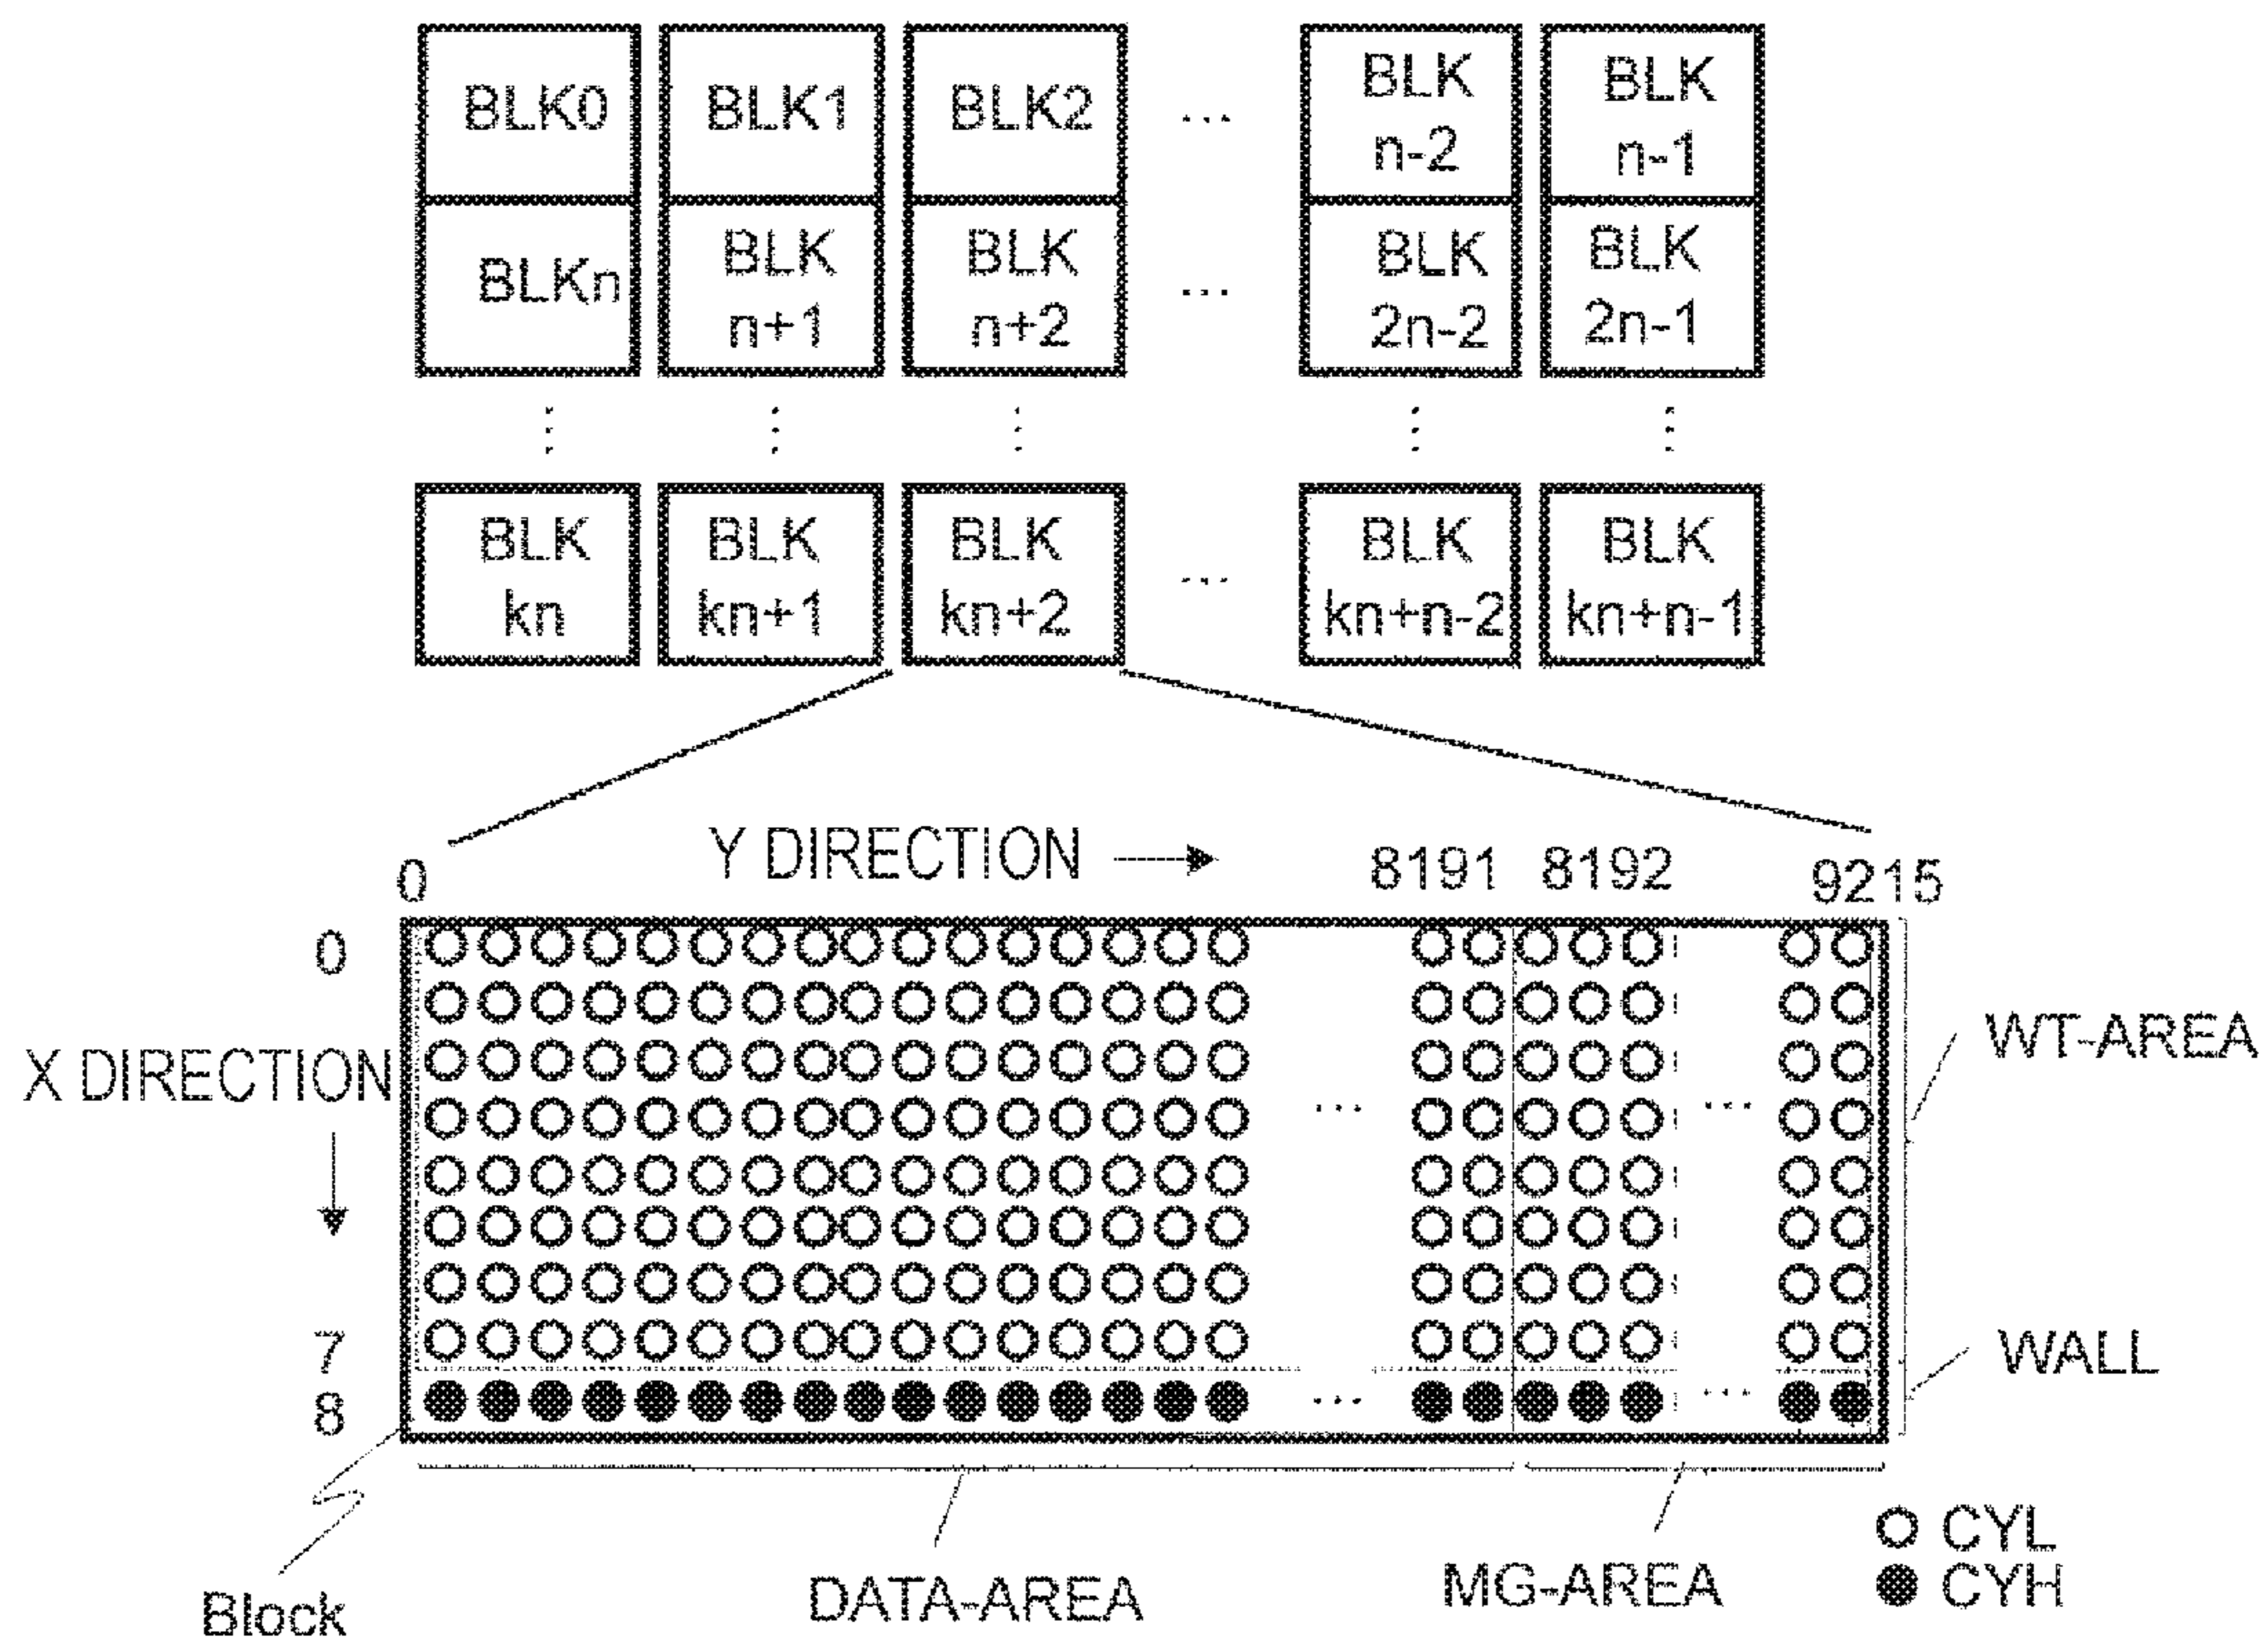 BLK0 BLK1 BLK2 ... BLK n-2 BLK n-1
BLKn BLK n+1 BLK n+2 ... BLK 2n-2 BLK 2n-1
BLK kn BLK kn+1 BLK kn+2 ... BLK kn+n-2 BLK kn+n-1
Y DIRECTION
0 8191 8192 9215
0
X DIRECTION
7
8
WT-AREA
WALL
Block
DATA-AREA
MG-AREA
CYL
CYH